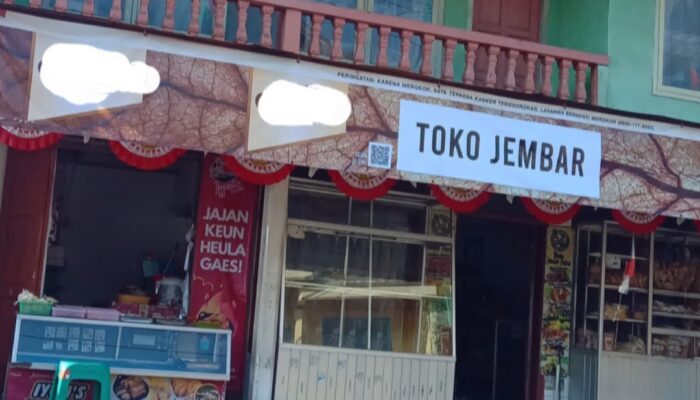 PERINGATAN: KARENA MEROKOK, SAYA TERKENA KANKER TENGGOROKAN. LAYANAN BERHENTI MEROKOK
TOKO JEMBAR
JAJAN
KEUN
HEULA
GAES!